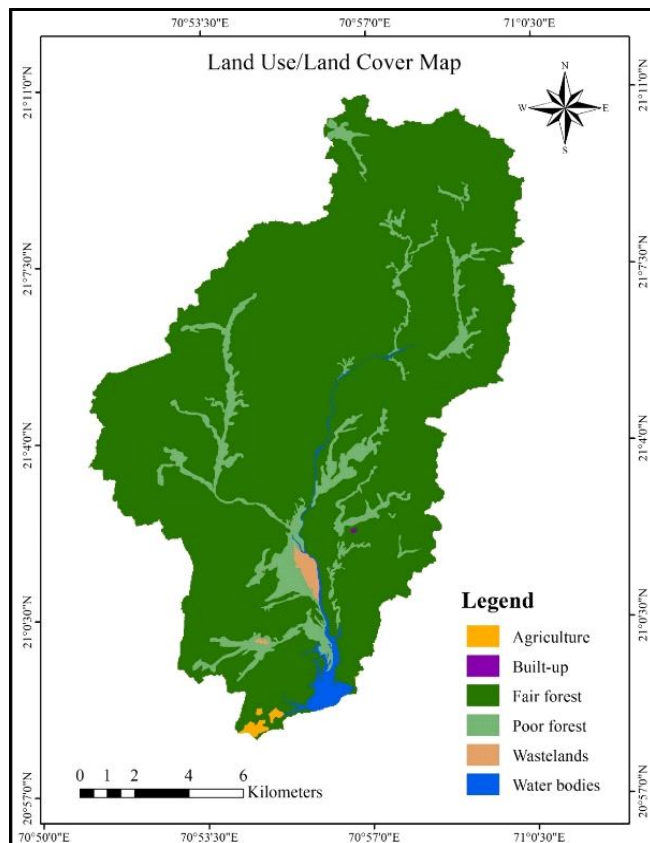 70°53'30"E 70°57'0"E 71°0'30"E
Land Use/Land Cover Map
N
W E
S
21°11'0"N 21°11'0"N
21°7'30"N 21°7'30"N
21°4'0"N 21°4'0"N
21°0'30"N 21°0'30"N
20°57'0"N 20°57'0"N
Legend
Agriculture
Built-up
Fair forest
Poor forest
Wastelands
Water bodies
0 1 2 4 6
Kilometers
70°50'0"E 70°53'30"E 70°57'0"E 71°0'30"E